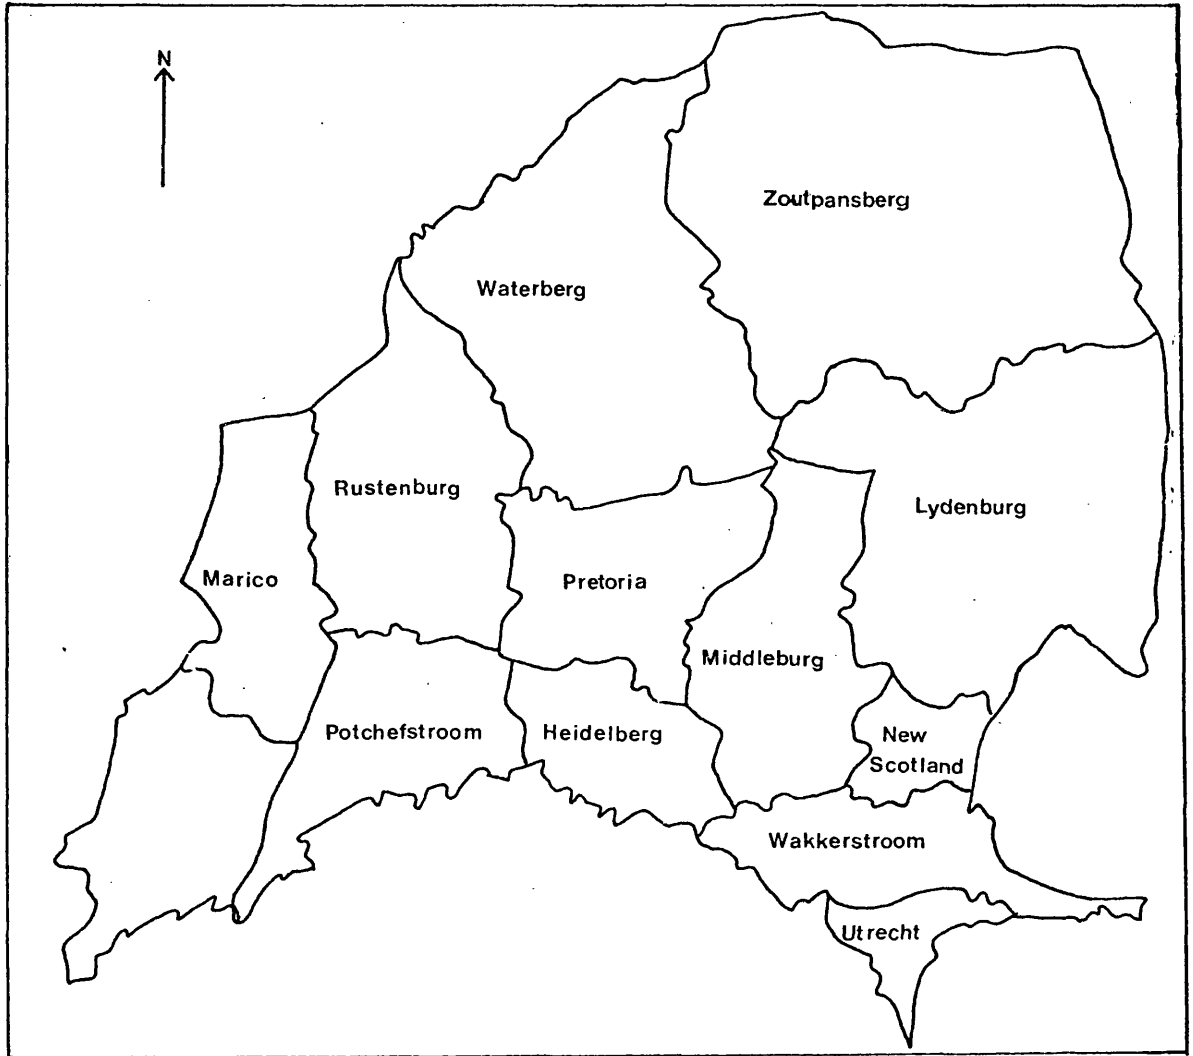 N
Zoutpansberg
Waterberg
Rustenburg
Lydenburg
Marico
Pretoria
Middleburg
Potchefstroom
Heidelberg
New
Scotland
Wakkerstroom
Utrecht